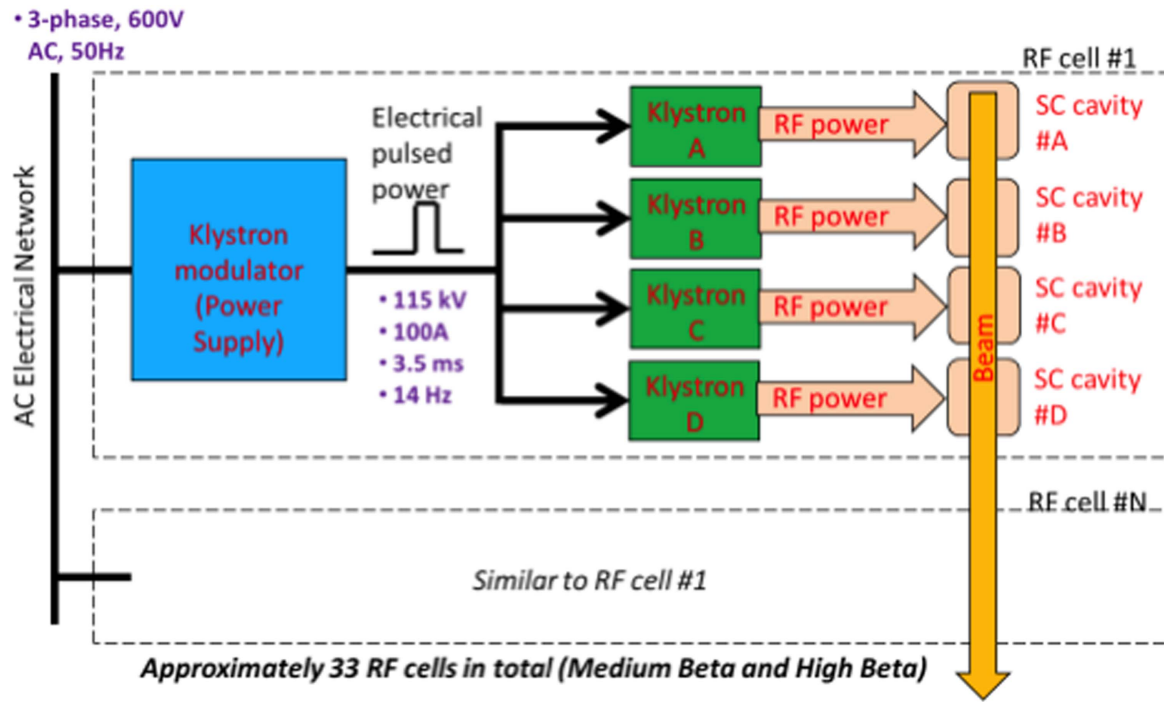 • 3-phase, 600V
AC, 50Hz
RF cell #1
AC Electrical Network
Klystron
modulator
(Power
Supply)
Electrical
pulsed
power
• 115 kV
• 100A
• 3.5 ms
• 14 Hz
Klystron
A
RF power
SC cavity
#A
Klystron
B
RF power
SC cavity
#B
Klystron
C
RF power
SC cavity
#C
Klystron
D
RF power
SC cavity
#D
Beam
RF cell #N
Similar to RF cell #1
Approximately 33 RF cells in total (Medium Beta and High Beta)